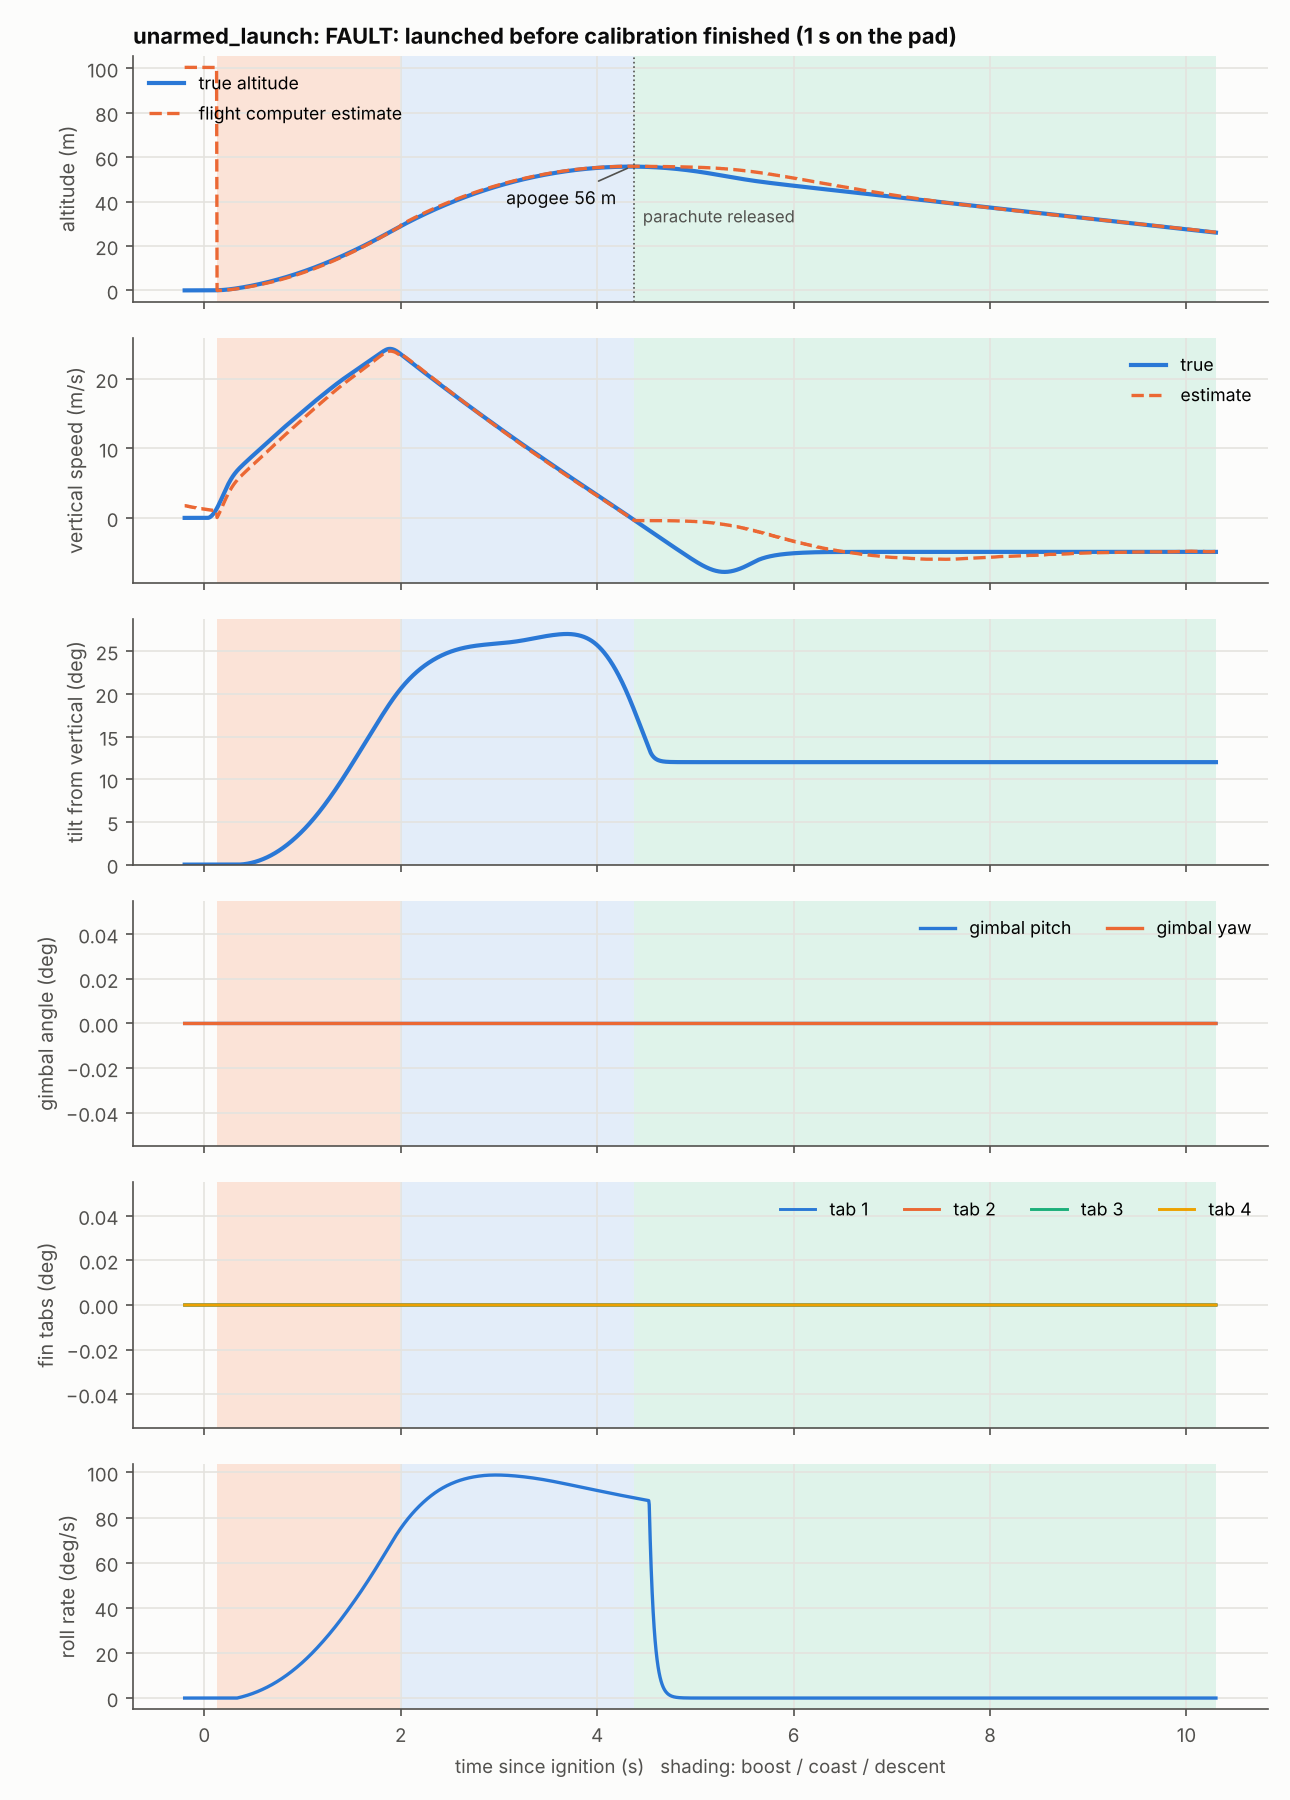 unarmed_launch: FAULT: launched before calibration finished (1 s on the pad)
altitude (m)
100
80
60
40
20
0
true altitude
flight computer estimate
apogee 56 m
parachute released
vertical speed (m/s)
20
10
0
true
estimate
tilt from vertical (deg)
25
20
15
10
5
0
gimbal angle (deg)
0.04
0.02
0.00
−0.02
−0.04
gimbal pitch
gimbal yaw
fin tabs (deg)
0.04
0.02
0.00
−0.02
−0.04
tab 1
tab 2
tab 3
tab 4
roll rate (deg/s)
100
80
60
40
20
0
0 2 4 6 8 10
time since ignition (s) shading: boost / coast / descent